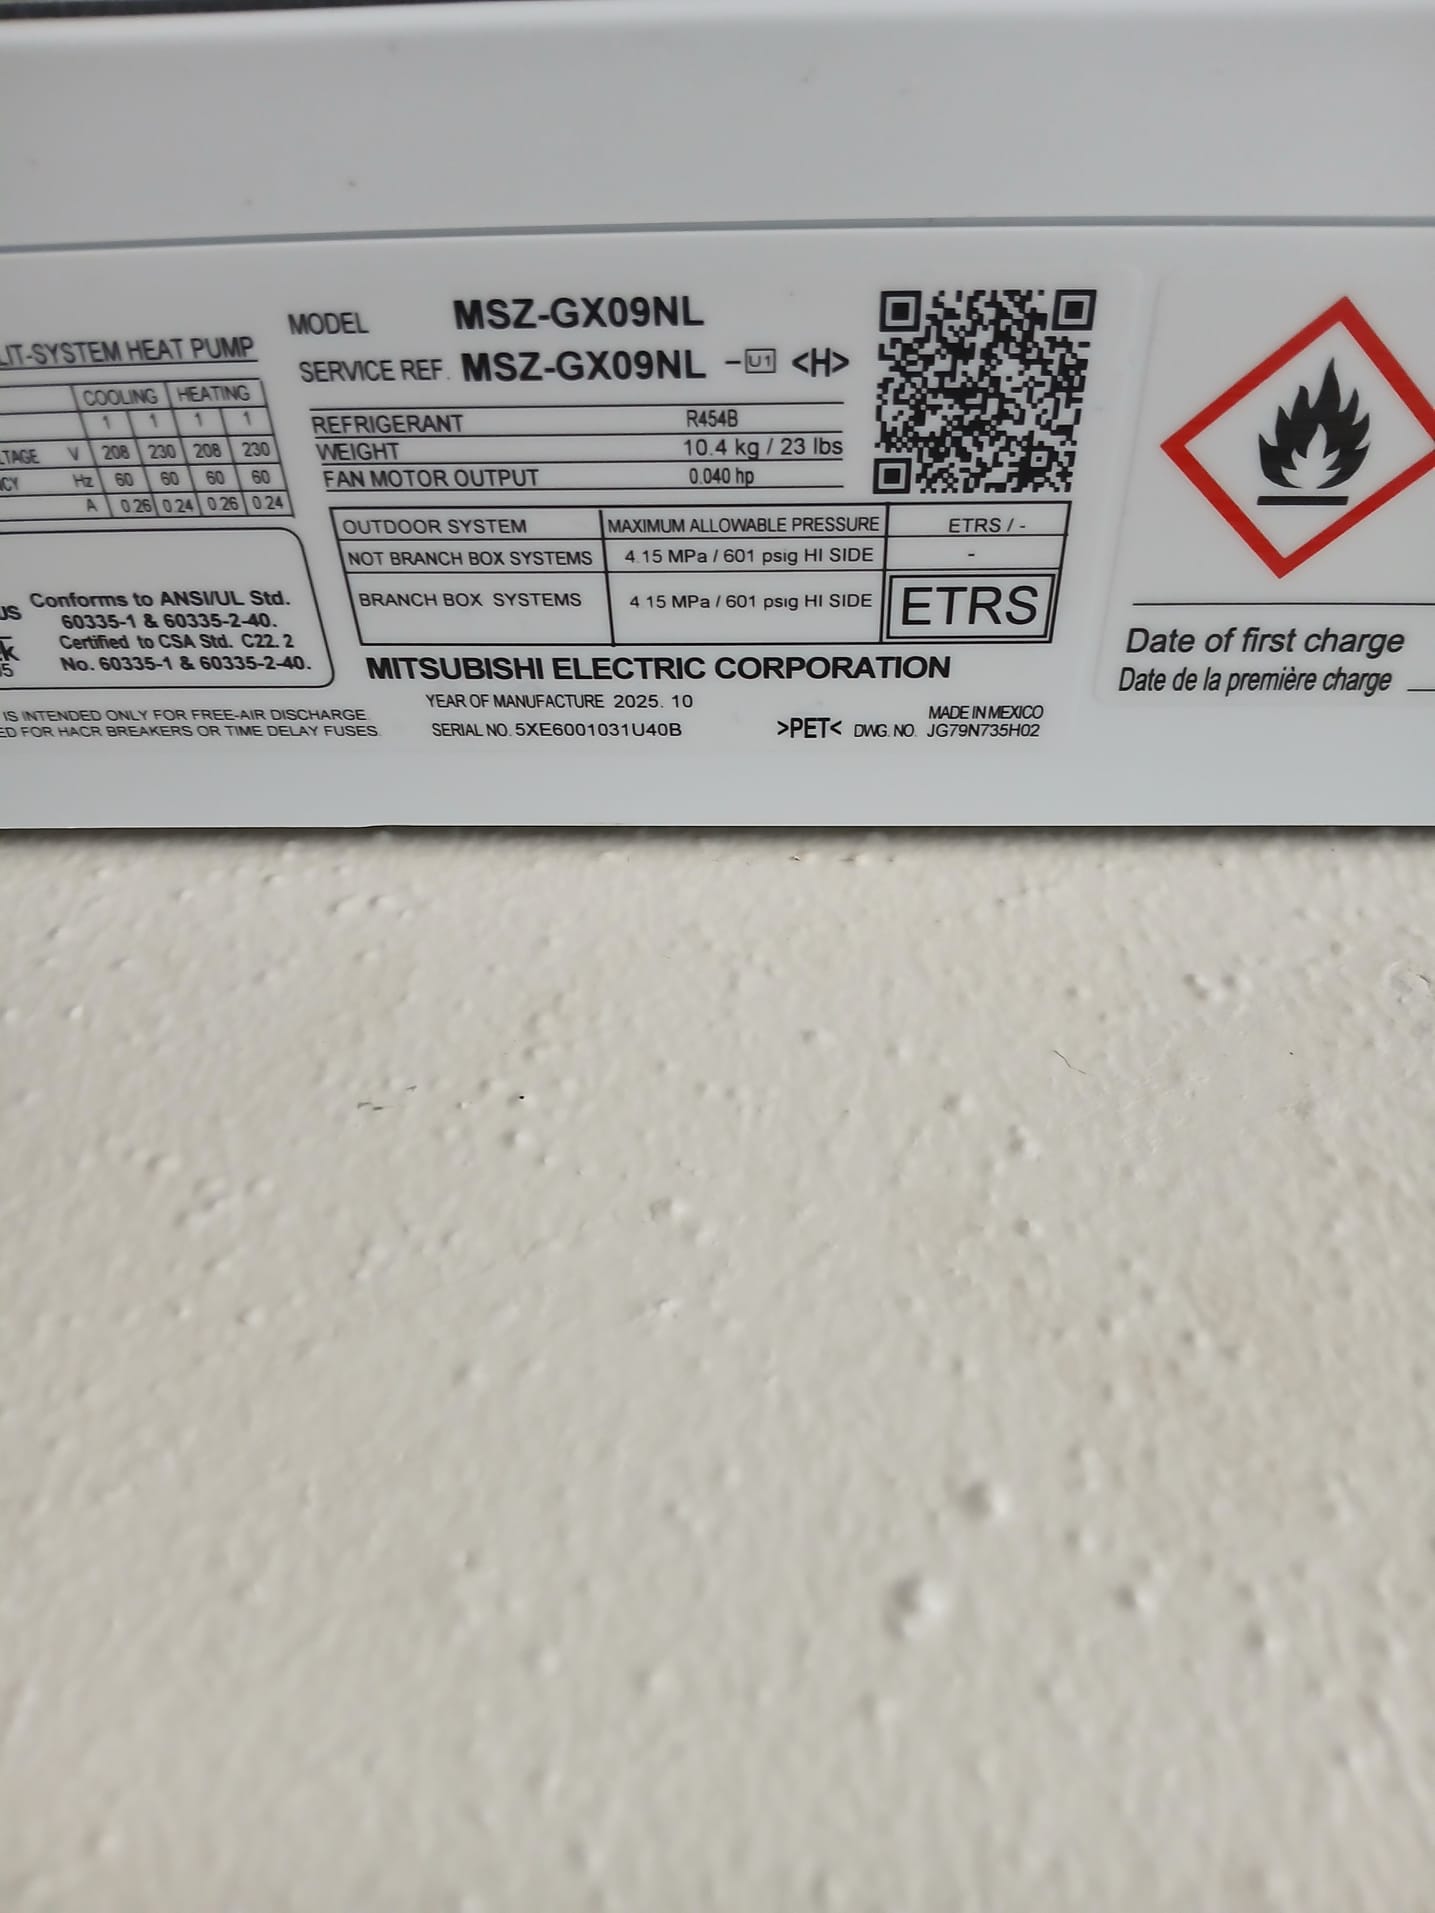 LIT-SYSTEM HEAT PUMP
COOLING HEATING
1 1 1 1
LTAGE V 208 230 208 230
NCY Hz 60 60 60 60
A 0.26 0.24 0.26 0.24
US Conforms to ANSI/UL Std.
60335-1 & 60335-2-40.
k Certified to CSA Std. C22.2
No. 60335-1 & 60335-2-40.
IS INTENDED ONLY FOR FREE-AIR DISCHARGE.
ED FOR HACR BREAKERS OR TIME DELAY FUSES.
MODEL MSZ-GX09NL
SERVICE REF. MSZ-GX09NL -U1 <H>
REFRIGERANT R454B
WEIGHT 10.4 kg / 23 lbs
FAN MOTOR OUTPUT 0.040 hp
OUTDOOR SYSTEM MAXIMUM ALLOWABLE PRESSURE ETRS / -
NOT BRANCH BOX SYSTEMS 4.15 MPa / 601 psig HI SIDE -
BRANCH BOX SYSTEMS 4.15 MPa / 601 psig HI SIDE ETRS
MITSUBISHI ELECTRIC CORPORATION
YEAR OF MANUFACTURE 2025. 10
SERIAL NO. 5XE6001031U40B
MADE IN MEXICO
>PET< DWG. NO. JG79N735H02
Date of first charge
Date de la première charge